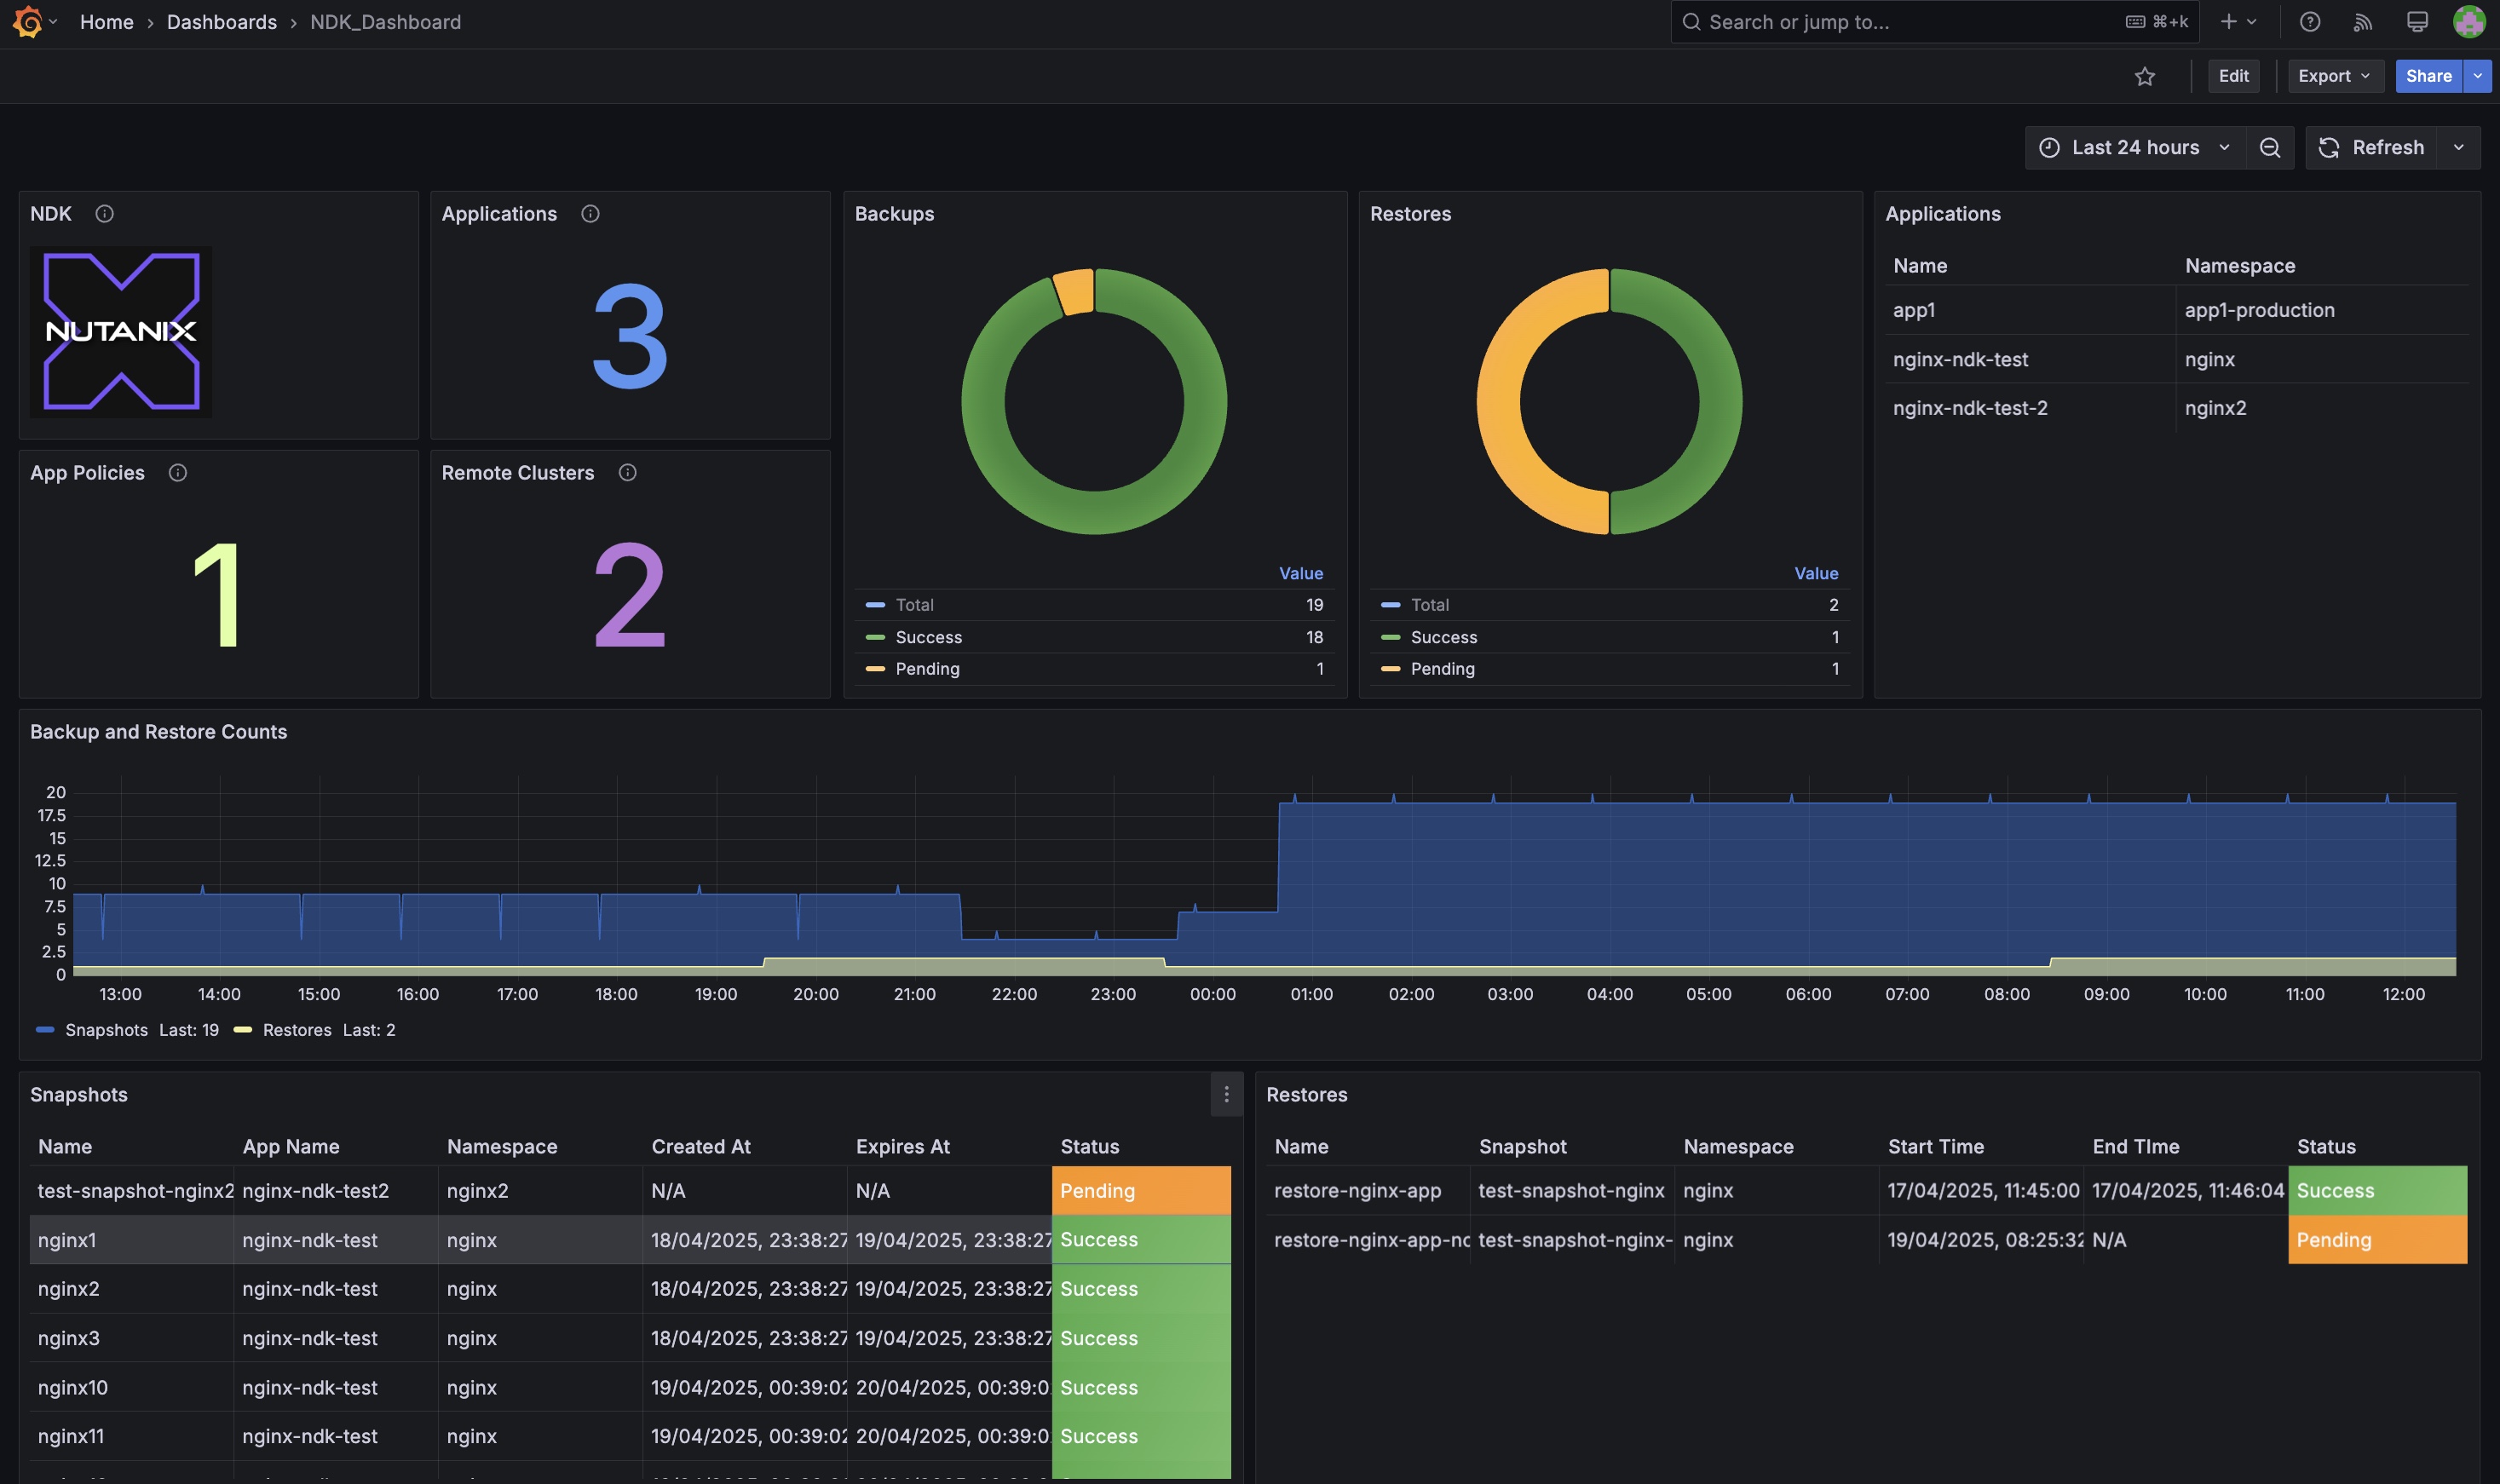 Home › Dashboards › NDK_Dashboard
Search or jump to... ⌘+k
Edit Export Share
Last 24 hours Refresh
NDK
NUTANIX
Applications
3
App Policies
1
Remote Clusters
2
Backups
Value
Total 19
Success 18
Pending 1
Restores
Value
Total 2
Success 1
Pending 1
Applications
Name Namespace
app1 app1-production
nginx-ndk-test nginx
nginx-ndk-test-2 nginx2
Backup and Restore Counts
20
17.5
15
12.5
10
7.5
5
2.5
0
13:00 14:00 15:00 16:00 17:00 18:00 19:00 20:00 21:00 22:00 23:00 00:00 01:00 02:00 03:00 04:00 05:00 06:00 07:00 08:00 09:00 10:00 11:00 12:00
Snapshots Last: 19 Restores Last: 2
Snapshots
Name App Name Namespace Created At Expires At Status
test-snapshot-nginx2 nginx-ndk-test2 nginx2 N/A N/A Pending
nginx1 nginx-ndk-test nginx 18/04/2025, 23:38:27 19/04/2025, 23:38:27 Success
nginx2 nginx-ndk-test nginx 18/04/2025, 23:38:27 19/04/2025, 23:38:27 Success
nginx3 nginx-ndk-test nginx 18/04/2025, 23:38:27 19/04/2025, 23:38:27 Success
nginx10 nginx-ndk-test nginx 19/04/2025, 00:39:02 20/04/2025, 00:39:0 Success
nginx11 nginx-ndk-test nginx 19/04/2025, 00:39:02 20/04/2025, 00:39:0 Success
Restores
Name Snapshot Namespace Start Time End TIme Status
restore-nginx-app test-snapshot-nginx nginx 17/04/2025, 11:45:00 17/04/2025, 11:46:04 Success
restore-nginx-app-nc test-snapshot-nginx- nginx 19/04/2025, 08:25:32 N/A Pending